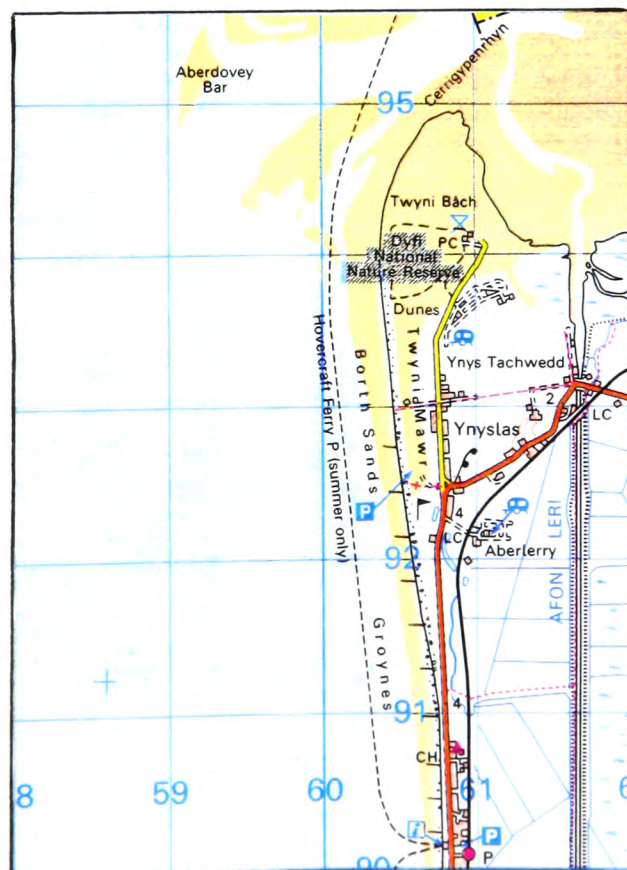 Aberdovey
Bar
Cerrigypenrhyn
95
Twyni Bâch
PC
Dyfi
National
Nature Reserve
Dunes
Hovercraft Ferry P (summer only)
Borth Sands
Twyni Mawr
Ynys Tachwedd
2
LC
Ynyslas
P
4
LC
Aberlerry
92
AFON LERI
Groynes
4
91
CH
8
59
60
61
6
i
P
P
90